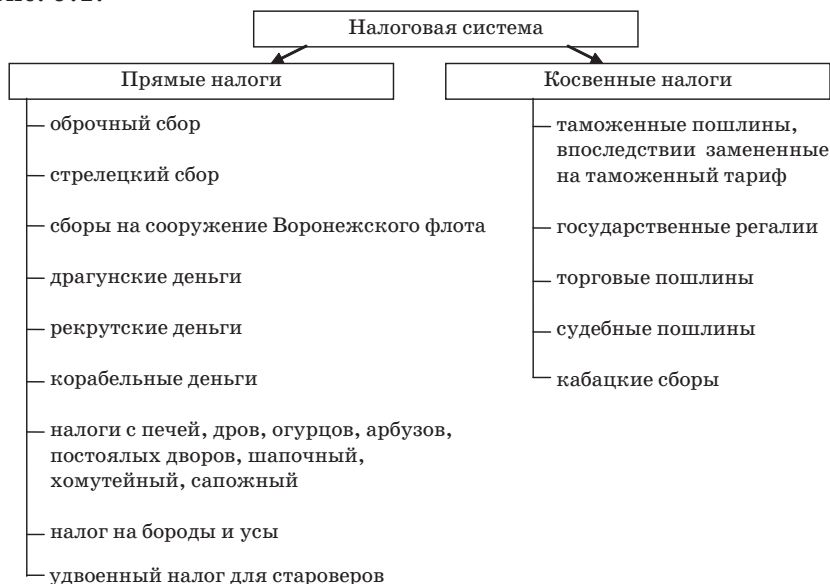 Налоговая система
Прямые налоги
оброчный сбор
стрелецкий сбор
сборы на сооружение Воронежского флота
драгунские деньги
рекрутские деньги
корабельные деньги
налоги с печей, дров, огурцов, арбузов,
постоялых дворов, шапочный,
хомутейный, сапожный
налог на бороды и усы
удвоенный налог для староверов
Косвенные налоги
таможенные пошлины,
впоследствии замененные
на таможенный тариф
государственные регалии
торговые пошлины
судебные пошлины
кабацкие сборы